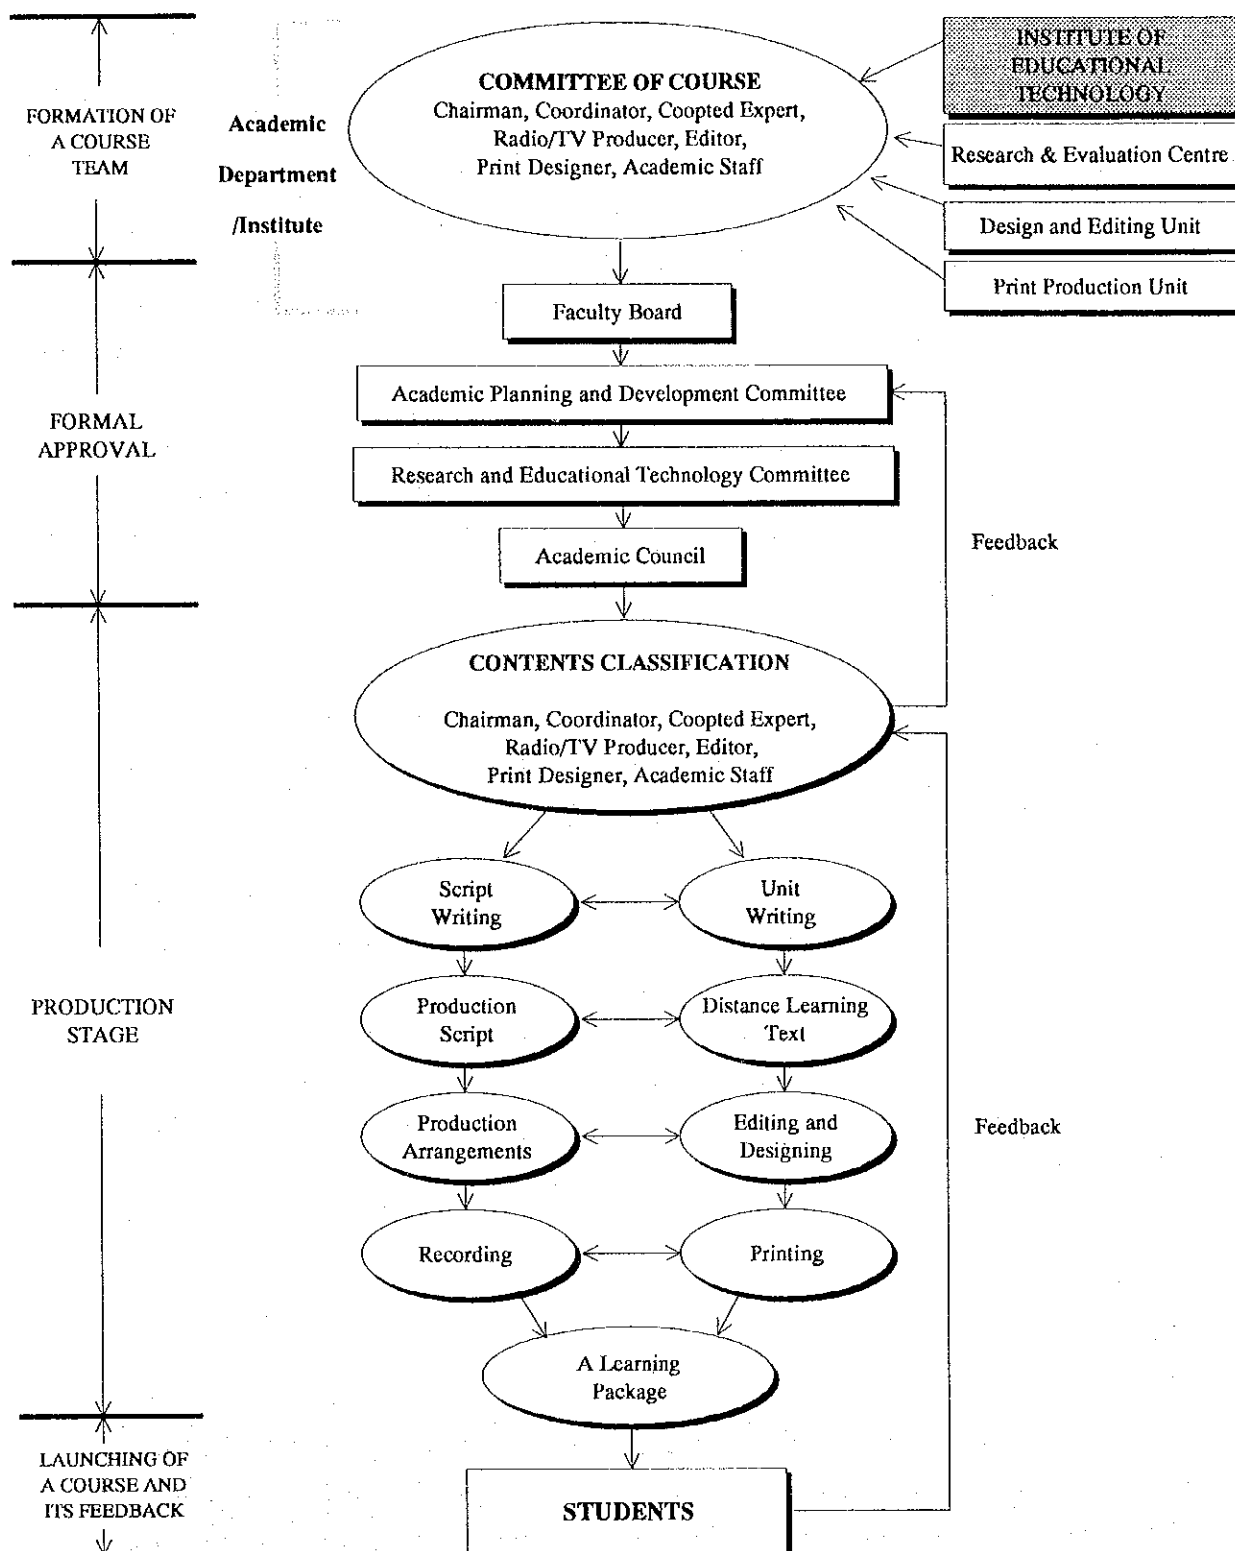 FORMATION OF
A COURSE
TEAM
Academic
Department
/Institute
COMMITTEE OF COURSE
Chairman, Coordinator, Coopted Expert,
Radio/TV Producer, Editor,
Print Designer, Academic Staff
INSTITUTE OF
EDUCATIONAL
TECHNOLOGY
Research & Evaluation Centre
Design and Editing Unit
Print Production Unit
Faculty Board
FORMAL
APPROVAL
Academic Planning and Development Committee
Research and Educational Technology Committee
Academic Council
Feedback
CONTENTS CLASSIFICATION
Chairman, Coordinator, Coopted Expert,
Radio/TV Producer, Editor,
Print Designer, Academic Staff
PRODUCTION
STAGE
Script
Writing
Unit
Writing
Production
Script
Distance Learning
Text
Production
Arrangements
Editing and
Designing
Feedback
Recording
Printing
A Learning
Package
LAUNCHING OF
A COURSE AND
ITS FEEDBACK
STUDENTS